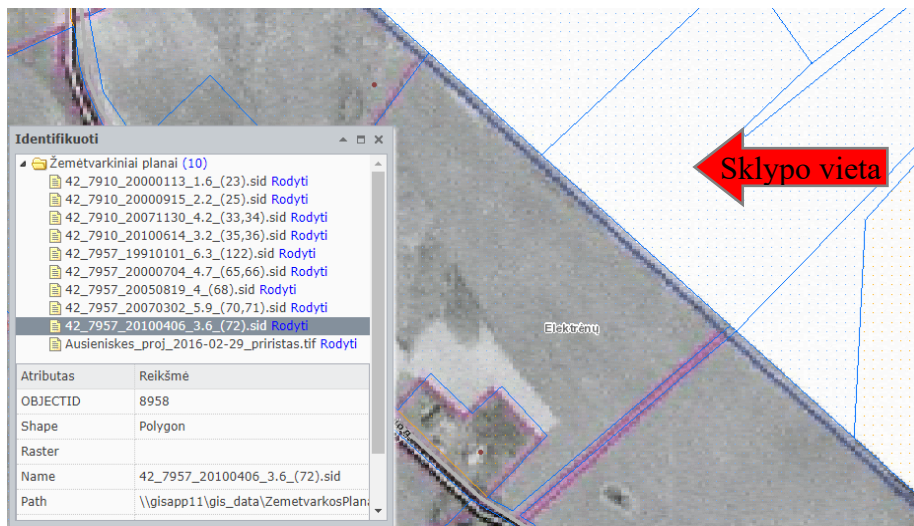 Identifikuoti
Žemėtvarkiniai planai (10)
42_7910_20000113_1.6_(23).sid Rodyti
42_7910_20000915_2.2_(25).sid Rodyti
42_7910_20071130_4.2_(33,34).sid Rodyti
42_7910_20100614_3.2_(35,36).sid Rodyti
42_7957_19910101_6.3_(122).sid Rodyti
42_7957_20000704_4.7_(65,66).sid Rodyti
42_7957_20050819_4_(68).sid Rodyti
42_7957_20070302_5.9_(70,71).sid Rodyti
42_7957_20100406_3.6_(72).sid Rodyti
Ausieniskes_proj_2016-02-29_priristas.tif Rodyti
Atributas Reikšmė
OBJECTID 8958
Shape Polygon
Raster
Name 42_7957_20100406_3.6_(72).sid
Path \\gisapp11\gis_data\ZemetvarkosPlana
Sklypo vieta
Elektrėnų